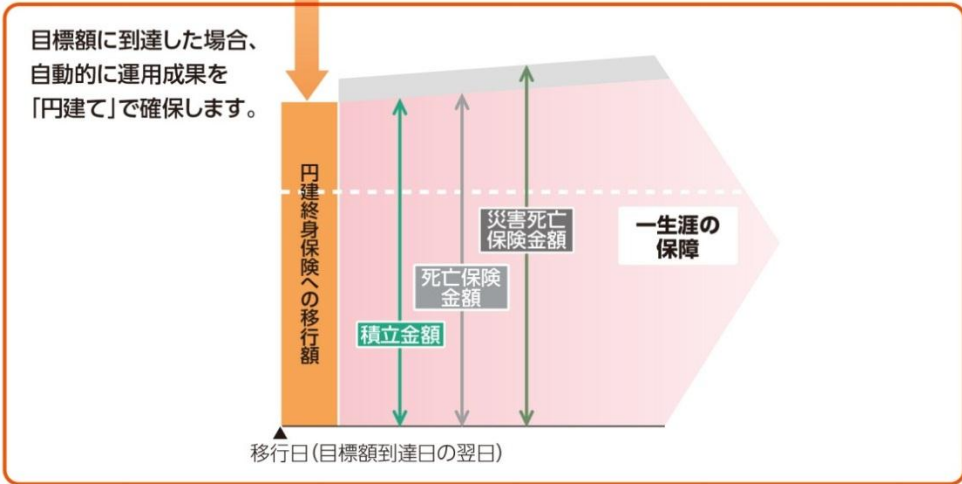 目標額に到達した場合、
自動的に運用成果を
「円建て」で確保します。
円建終身保険への移行額
災害死亡
保険金額
一生涯の
保障
死亡保険
金額
積立金額
▲
移行日(目標額到達日の翌日)